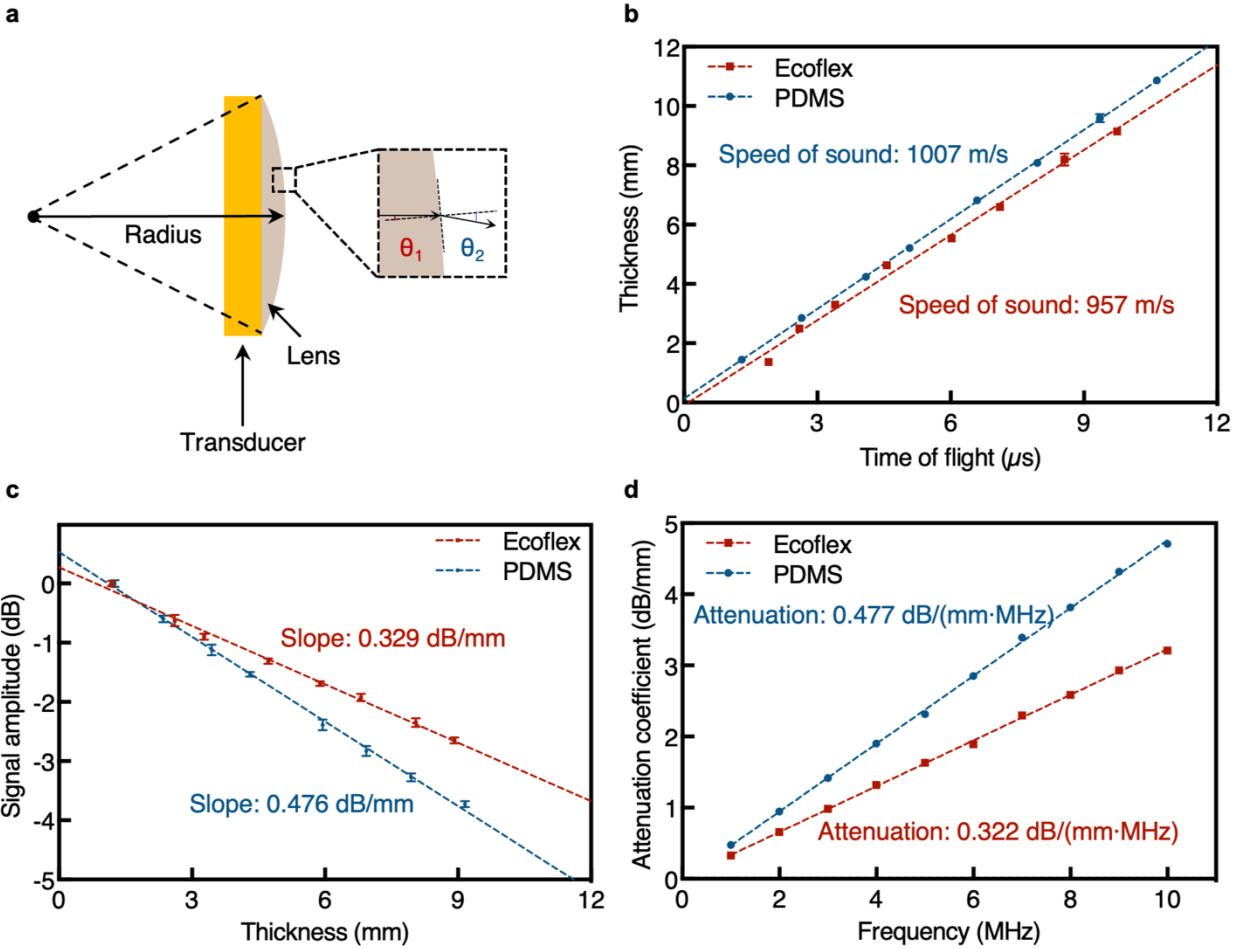 a
Radius
θ1
θ2
Lens
Transducer
b
12
10
8
6
4
2
0
Thickness (mm)
Ecoflex
PDMS
Speed of sound: 1007 m/s
Speed of sound: 957 m/s
0
3
6
9
12
Time of flight (μs)
c
0
-1
-2
-3
-4
-5
Signal amplitude (dB)
Ecoflex
PDMS
Slope: 0.329 dB/mm
Slope: 0.476 dB/mm
0
3
6
9
12
Thickness (mm)
d
5
4
3
2
1
0
Attenuation coefficient (dB/mm)
Ecoflex
PDMS
Attenuation: 0.477 dB/(mm·MHz)
Attenuation: 0.322 dB/(mm·MHz)
0
2
4
6
8
10
Frequency (MHz)